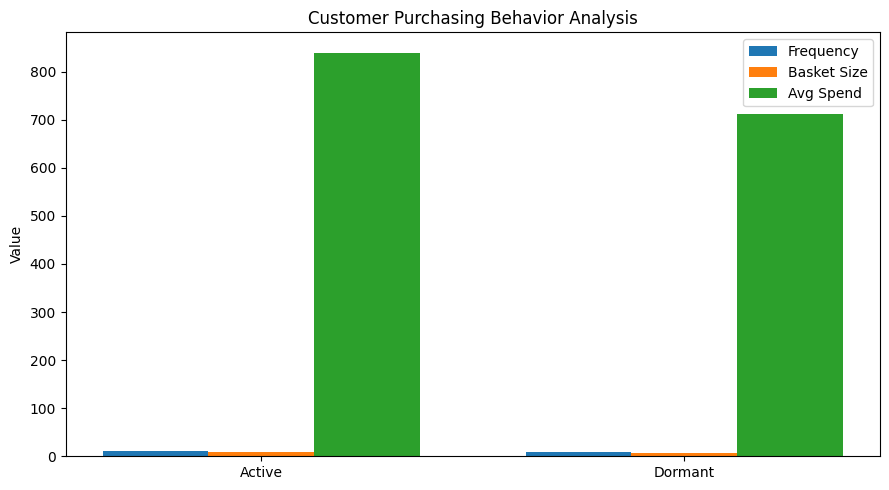 Customer Purchasing Behavior Analysis
Frequency
Basket Size
Avg Spend
Value
800
700
600
500
400
300
200
100
0
Active
Dormant